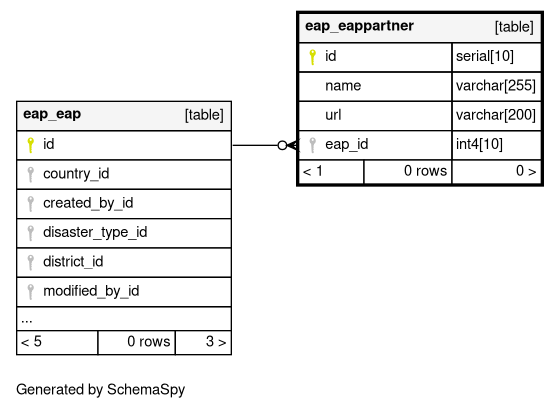 eap_eappartner [table]
id serial[10]
name varchar[255]
url varchar[200]
eap_id int4[10]
< 1 0 rows 0 >
eap_eap [table]
id
country_id
created_by_id
disaster_type_id
district_id
modified_by_id
...
< 5 0 rows 3 >
Generated by SchemaSpy